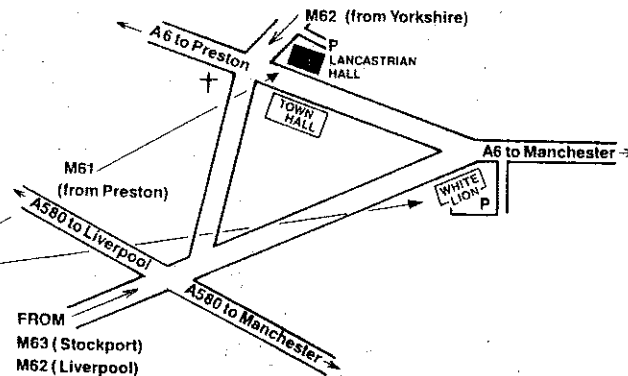 M62 (from Yorkshire)
A6 to Preston
P
LANCASTRIAN
HALL
TOWN
HALL
A6 to Manchester
M61
(from Preston)
WHITE
LION
P
A580 to Liverpool
A580 to Manchester
FROM
M63 (Stockport)
M62 (Liverpool)